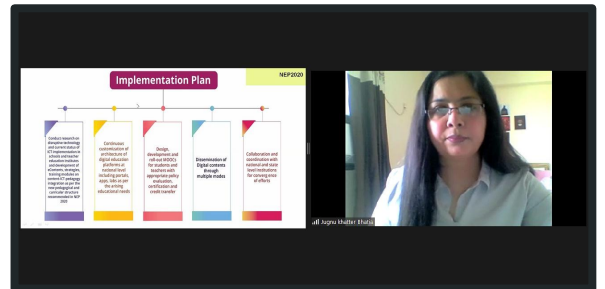 Implementation Plan
NEP2020
Conduct research on
disruptive technology
and current status of
ICT implementation in
schools and teacher
education institutes
and development of
eContents, strategies,
training modules on
content-ICT-pedagogy
integration as per the
new pedagogical and
curricular structure
recommended in NEP
2020
Continuous
customisation of
architecture of
digital education
platforms at
national level
including portals,
apps, labs as per
the arising
educational needs
Design,
development and
roll-out MOOCs
for students and
teachers with
appropriate policy
evaluation,
certification and
credit transfer
Dissemination of
Digital contents
through
multiple modes
Collaboration and
coordination with
national and state
level institutions
for convergence
of efforts
Jugnu Khatter Bhatia